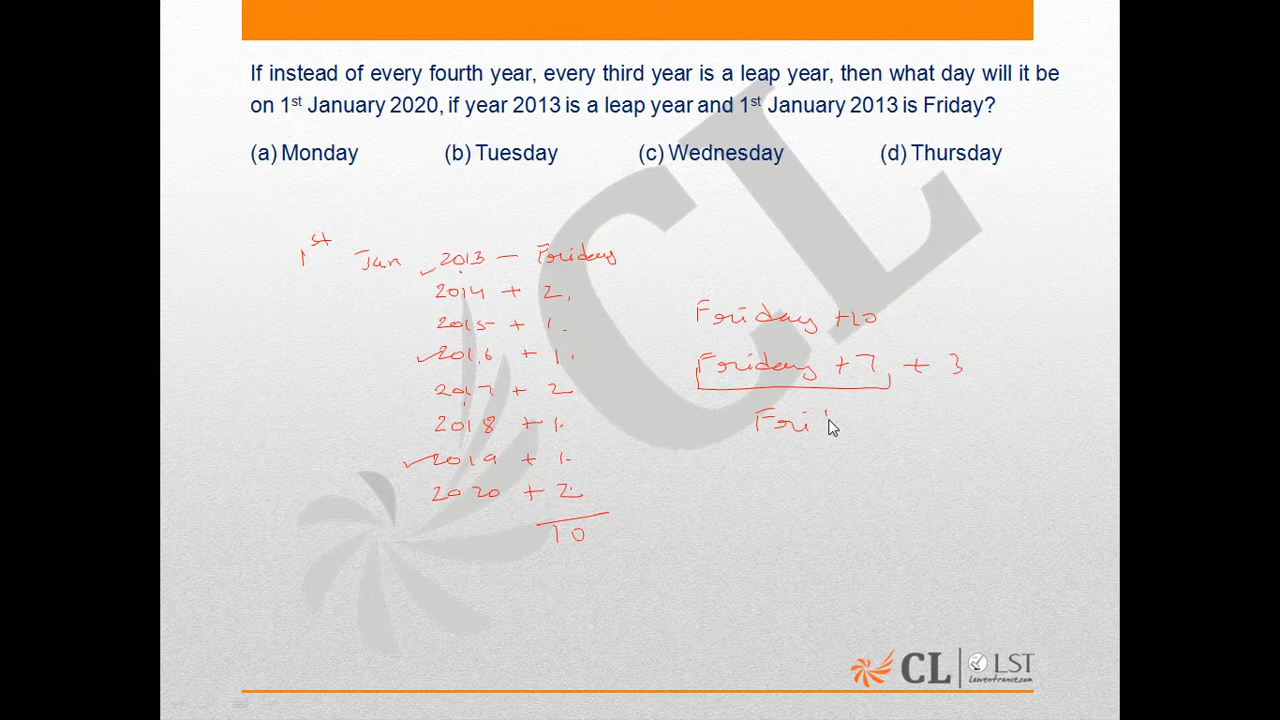 If instead of every fourth year, every third year is a leap year, then what day will it be
on 1st January 2020, if year 2013 is a leap year and 1st January 2013 is Friday?
(a) Monday (b) Tuesday (c) Wednesday (d) Thursday
1st Jan 2013 - Friday
2014 + 2
2015 + 1
2016 + 1
2017 + 2
2018 + 1
2019 + 1
2020 + 2
10
Friday +10
Friday + 7 + 3
Fri
CL
CL LST
Lawentrance.com